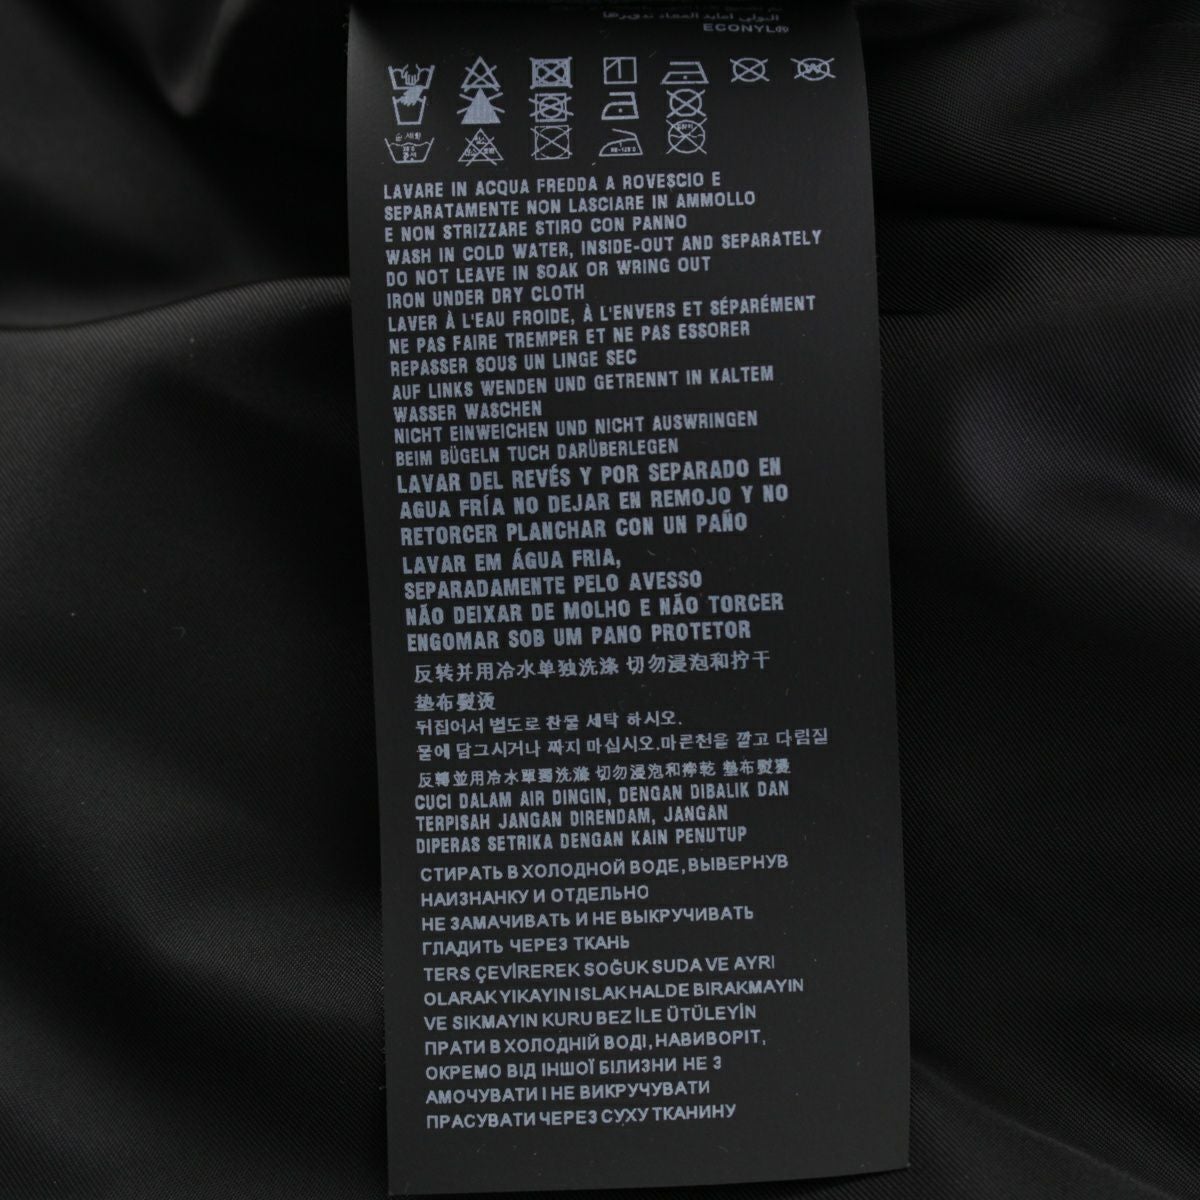 ECONYL®
LAVARE IN ACQUA FREDDA A ROVESCIO E
SEPARATAMENTE NON LASCIARE IN AMMOLLO
E NON STRIZZARE STIRO CON PANNO
WASH IN COLD WATER, INSIDE-OUT AND SEPARATELY
DO NOT LEAVE IN SOAK OR WRING OUT
IRON UNDER DRY CLOTH
LAVER À L'EAU FROIDE, À L'ENVERS ET SÉPARÉMENT
NE PAS FAIRE TREMPER ET NE PAS ESSORER
REPASSER SOUS UN LINGE SEC
AUF LINKS WENDEN UND GETRENNT IN KALTEM
WASSER WASCHEN
NICHT EINWEICHEN UND NICHT AUSWRINGEN
BEIM BÜGELN TUCH DARÜBERLEGEN
LAVAR DEL REVÉS Y POR SEPARADO EN
AGUA FRÍA NO DEJAR EN REMOJO Y NO
RETORCER PLANCHAR CON UN PAÑO
LAVAR EM ÁGUA FRIA,
SEPARADAMENTE PELO AVESSO
NÃO DEIXAR DE MOLHO E NÃO TORCER
ENGOMAR SOB UM PANO PROTETOR
反转并用冷水单独洗涤 切勿浸泡和拧干
垫布熨烫
뒤집어서 별도로 찬물 세탁 하시오.
물에 담그시거나 짜지 마십시오.마른천을 깔고 다림질
反轉並用冷水單獨洗滌 切勿浸泡和擰乾 墊布熨燙
CUCI DALAM AIR DINGIN, DENGAN DIBALIK DAN
TERPISAH JANGAN DIRENDAM, JANGAN
DIPERAS SETRIKA DENGAN KAIN PENUTUP
СТИРАТЬ В ХОЛОДНОЙ ВОДЕ, ВЫВЕРНУВ
НАИЗНАНКУ И ОТДЕЛЬНО
НЕ ЗАМАЧИВАТЬ И НЕ ВЫКРУЧИВАТЬ
ГЛАДИТЬ ЧЕРЕЗ ТКАНЬ
TERS ÇEVİREREK SOĞUK SUDA VE AYRI
OLARAK YIKAYIN ISLAK HALDE BIRAKMAYIN
VE SIKMAYIN KURU BEZ İLE ÜTÜLEYİN
ПРАТИ В ХОЛОДНІЙ ВОДІ, НАВИВОРІТ,
ОКРЕМО ВІД ІНШОЇ БІЛИЗНИ НЕ З
АМОЧУВАТИ І НЕ ВИКРУЧУВАТИ
ПРАСУВАТИ ЧЕРЕЗ СУХУ ТКАНИНУ